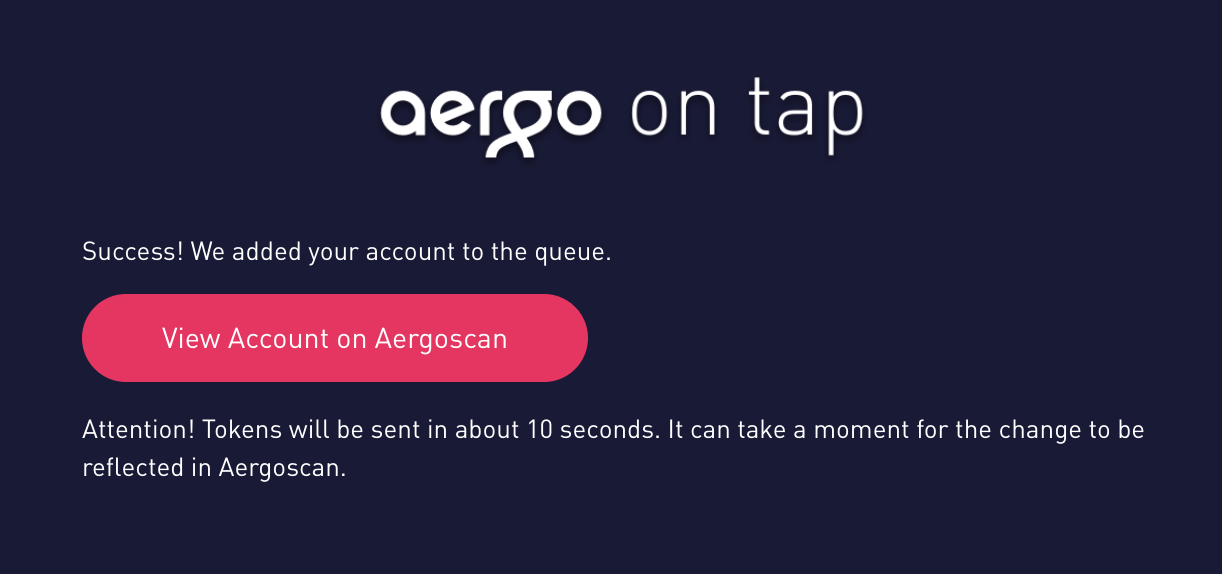 aergo on tap
Success! We added your account to the queue.
View Account on Aergoscan
Attention! Tokens will be sent in about 10 seconds. It can take a moment for the change to be
reflected in Aergoscan.